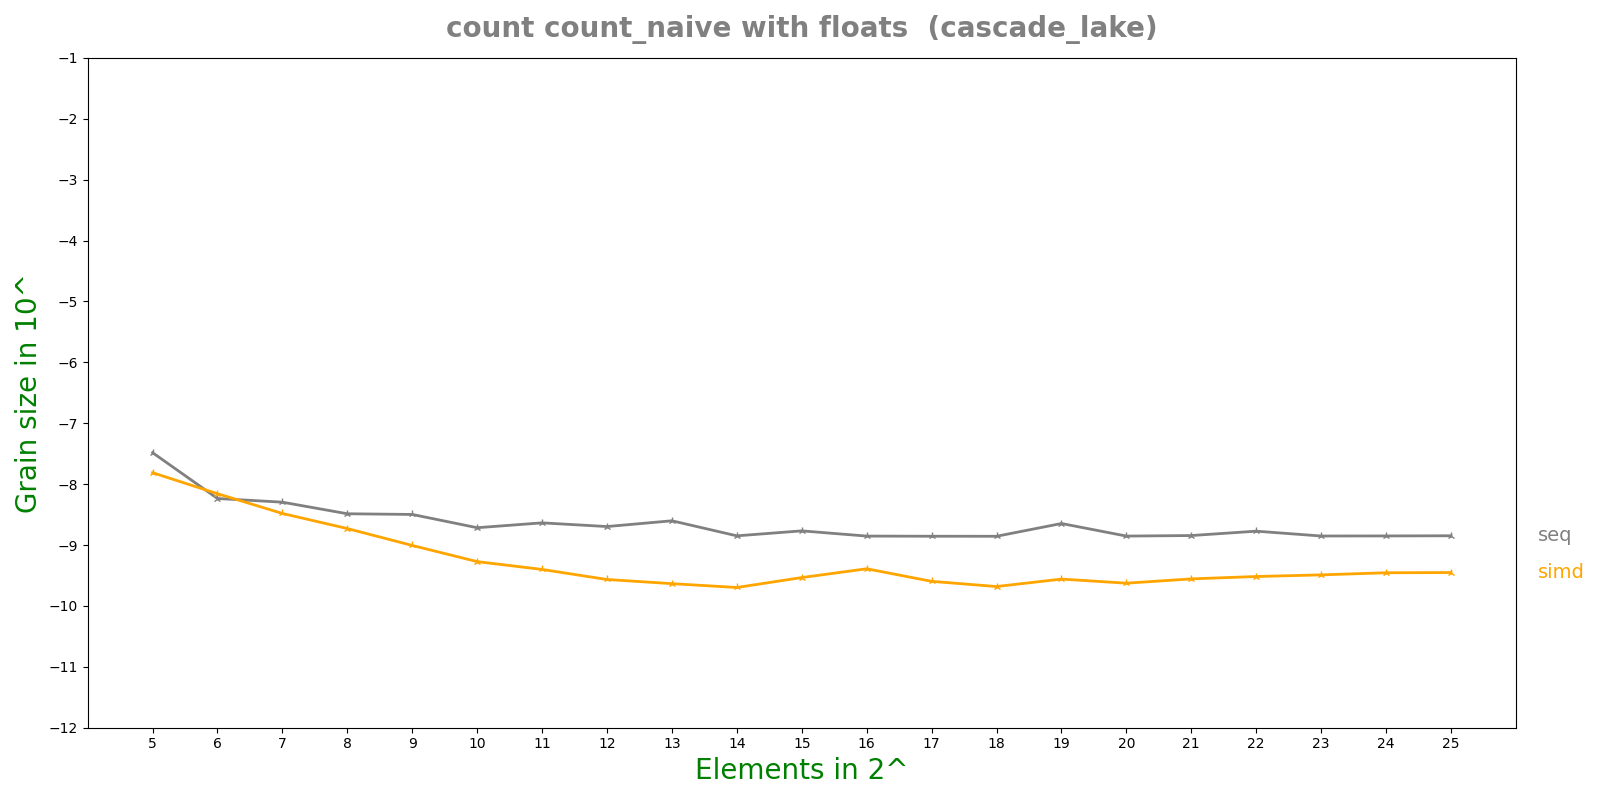 count count_naive with floats  (cascade_lake)
Grain size in 10^
−1
−2
−3
−4
−5
−6
−7
−8
−9
−10
−11
−12
seq
simd
5 6 7 8 9 10 11 12 13 14 15 16 17 18 19 20 21 22 23 24 25
Elements in 2^